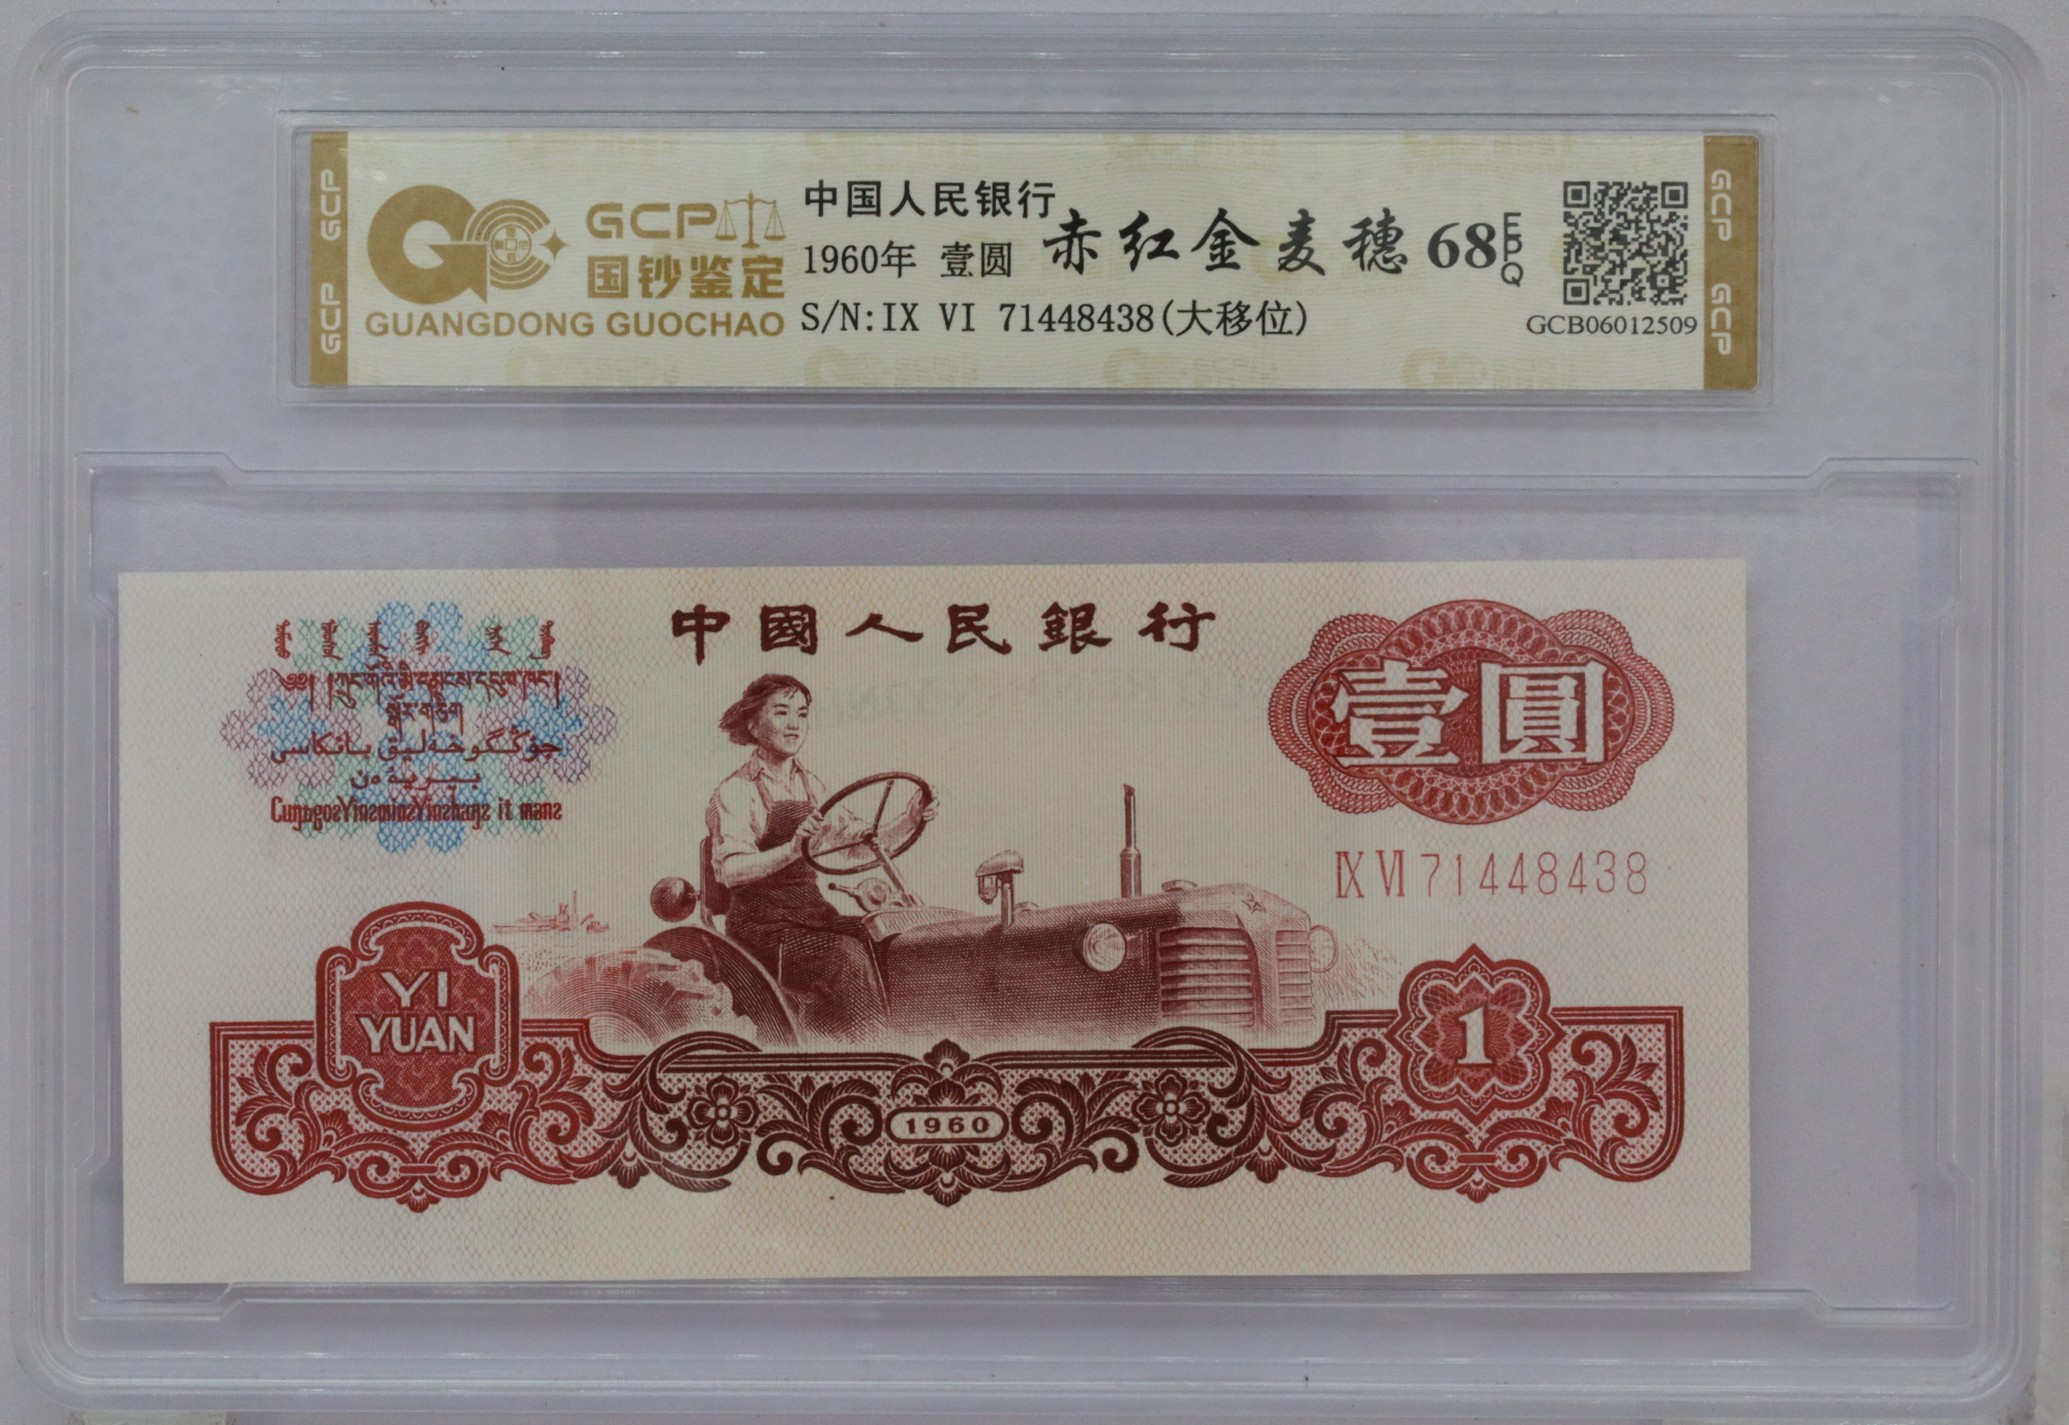 GCP
GCP
GCP
国钞鉴定
GUANGDONG GUOCHAO
中国人民银行
1960年 壹圆
赤红金麦穗
68 EPQ
S/N:IX VI 71448438(大移位)
GCB06012509
GCP
GCP
中國人民銀行
壹圓
IX VI 71448438
YI
YUAN
1
1960